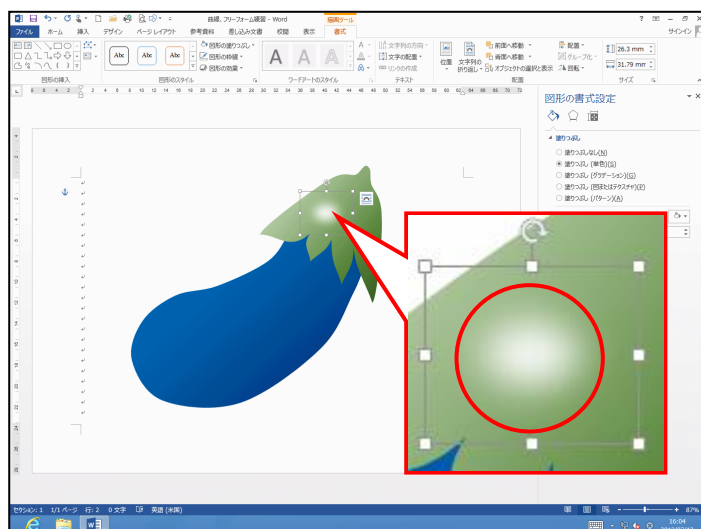 曲線、フリーフォーム練習 - Word
描画ツール
ファイル ホーム 挿入 デザイン ページレイアウト 参考資料 差し込み文書 校閲 表示 書式
サインイン
Abc Abc Abc
図形の塗りつぶし
図形の枠線
図形の効果
A A A
文字列の方向
文字の配置
リンクの作成
位置 文字列の折り返し
前面へ移動
背面へ移動
オブジェクトの選択と表示
配置
グループ化
回転
26.3 mm
31.79 mm
図形の挿入 図形のスタイル ワードアートのスタイル テキスト 配置 サイズ
図形の書式設定
塗りつぶし
塗りつぶしなし(N)
塗りつぶし (単色)(S)
塗りつぶし (グラデーション)(G)
塗りつぶし (図またはテクスチャ)(P)
塗りつぶし (パターン)(A)
セクション: 1 1/1 ページ 行: 2 0 文字 英語 (米国)
87%
16:04